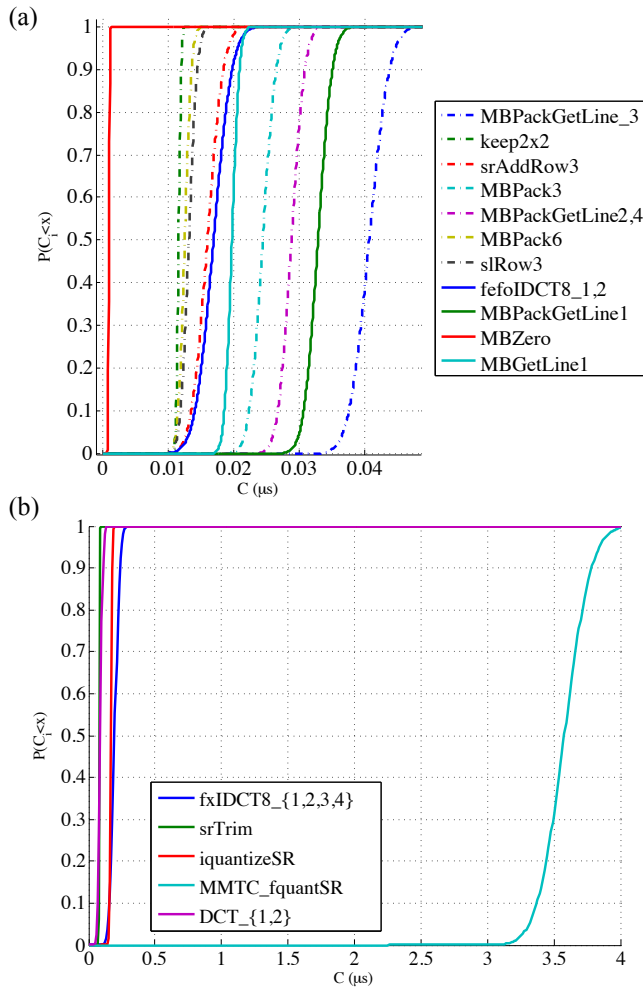 (a)
1
0.9
0.8
0.7
0.6
0.5
0.4
0.3
0.2
0.1
0
P(C_i<x)
0 0.01 0.02 0.03 0.04
C (μs)
MBPackGetLine_3
keep2x2
srAddRow3
MBPack3
MBPackGetLine2,4
MBPack6
slRow3
fefoIDCT8_1,2
MBPackGetLine1
MBZero
MBGetLine1
(b)
1
0.9
0.8
0.7
0.6
0.5
0.4
0.3
0.2
0.1
0
P(C_i<x)
fxIDCT8_{1,2,3,4}
srTrim
iquantizeSR
MMTC_fquantSR
DCT_{1,2}
0 0.5 1 1.5 2 2.5 3 3.5 4
C (μs)